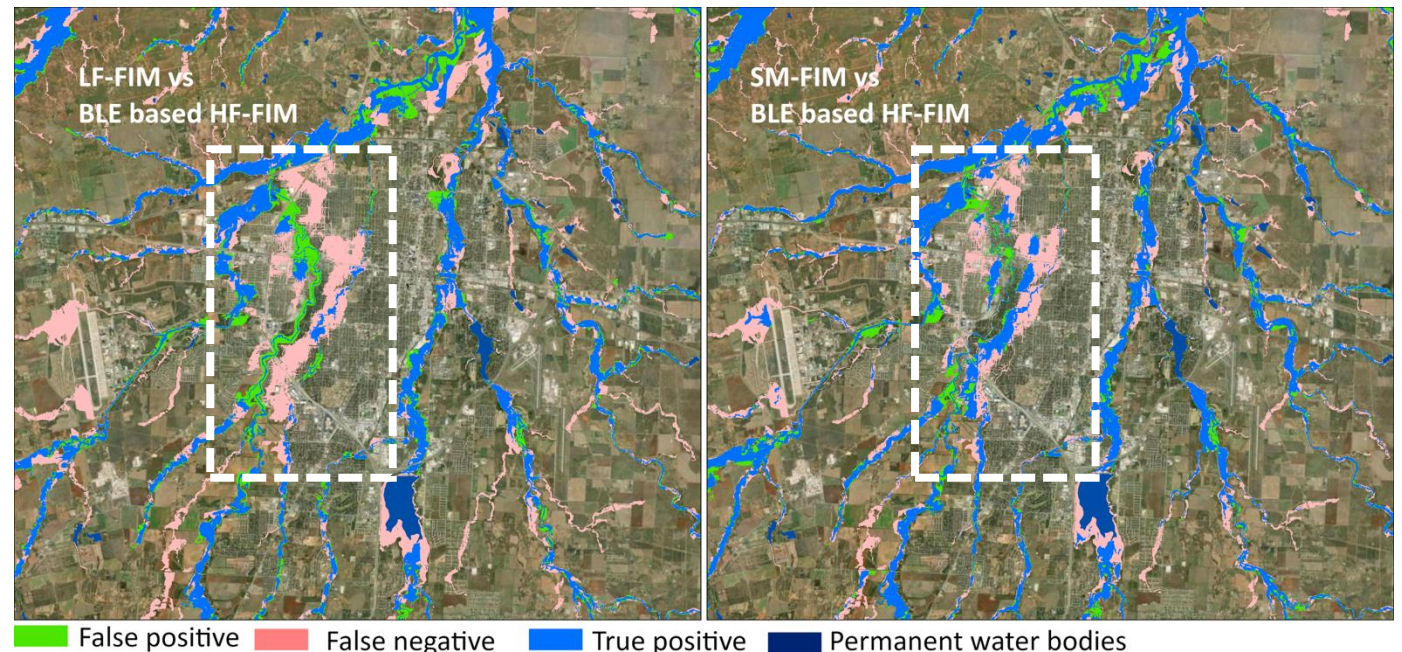 LF-FIM vs
BLE based HF-FIM
SM-FIM vs
BLE based HF-FIM
False positive False negative True positive Permanent water bodies